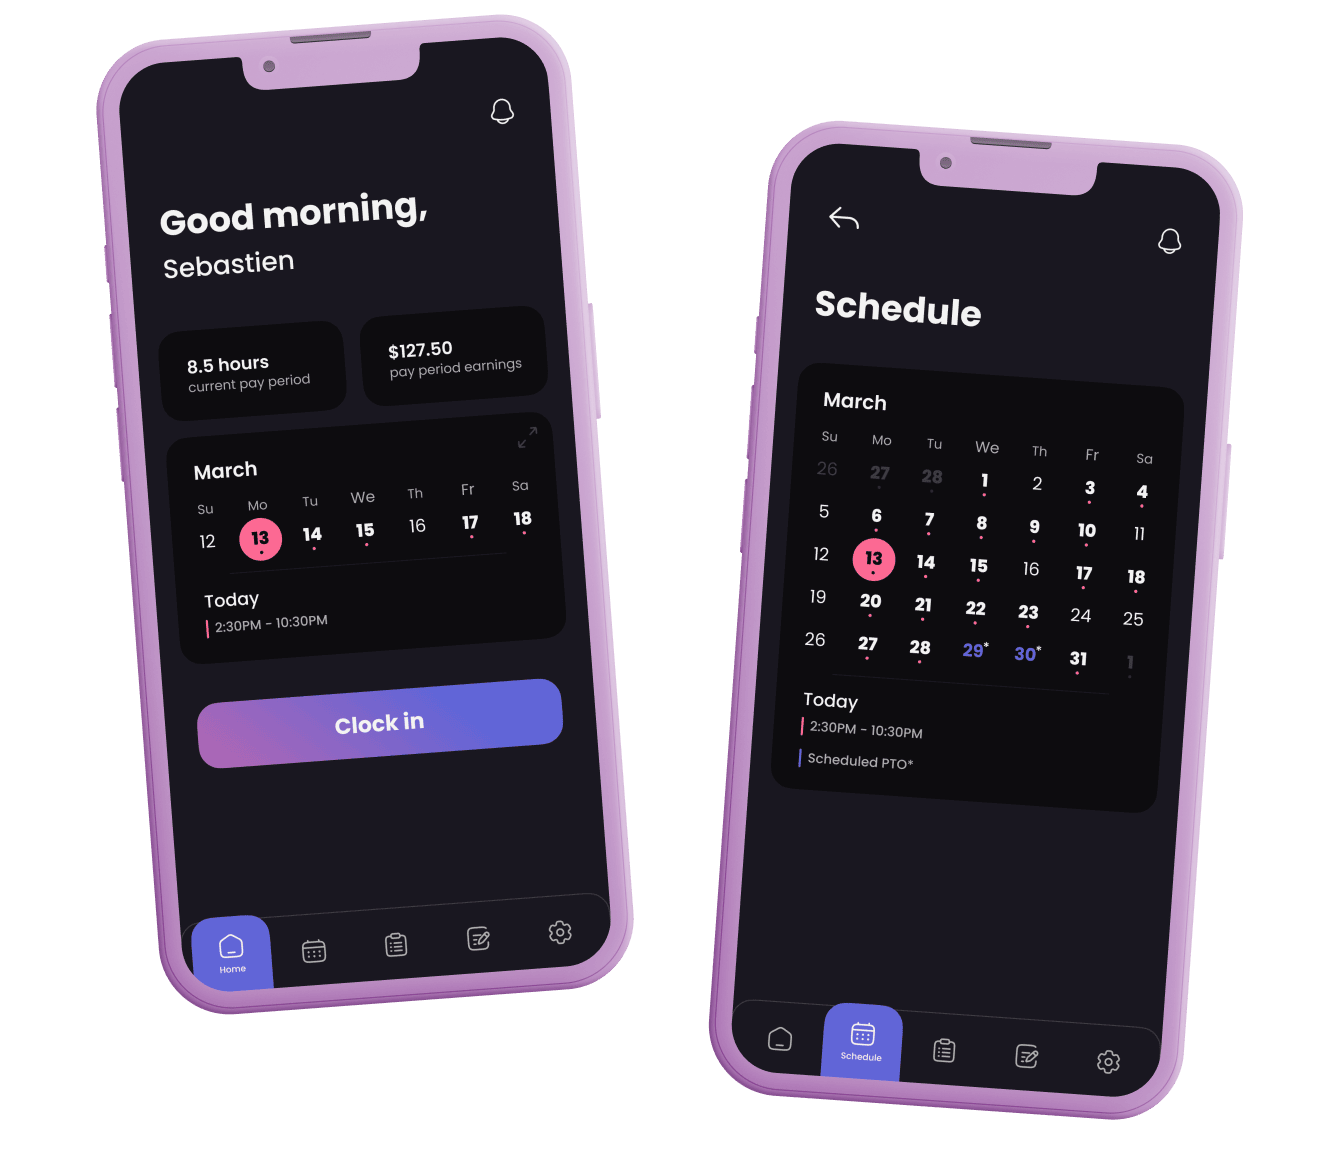 Good morning,
Sebastien
8.5 hours
current pay period
$127.50
pay period earnings
March
Su Mo Tu We Th Fr Sa
12 13 14 15 16 17 18
Today
2:30PM - 10:30PM
Clock in
Home
Schedule
March
Su Mo Tu We Th Fr Sa
26 27 28 1 2 3 4
5 6 7 8 9 10 11
12 13 14 15 16 17 18
19 20 21 22 23 24 25
26 27 28 29* 30* 31 1
Today
2:30PM - 10:30PM
Scheduled PTO*
Schedule